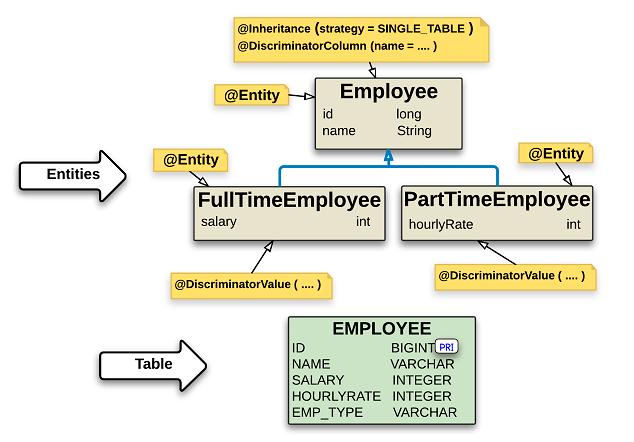 @Inheritance (strategy = SINGLE_TABLE )
@DiscriminatorColumn (name = .... )
@Entity
Employee
id long
name String
Entities
@Entity
@Entity
FullTimeEmployee
salary int
PartTimeEmployee
hourlyRate int
@DiscriminatorValue ( .... )
@DiscriminatorValue ( .... )
Table
EMPLOYEE
ID BIGINT PRI
NAME VARCHAR
SALARY INTEGER
HOURLYRATE INTEGER
EMP_TYPE VARCHAR